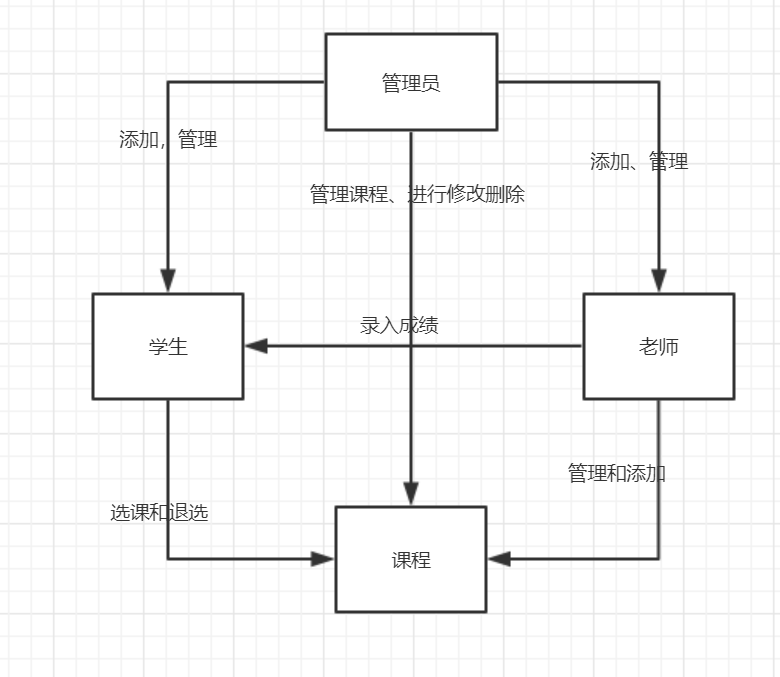 管理员
添加，管理
添加、管理
管理课程、进行修改删除
录入成绩
学生
老师
管理和添加
选课和退选
课程